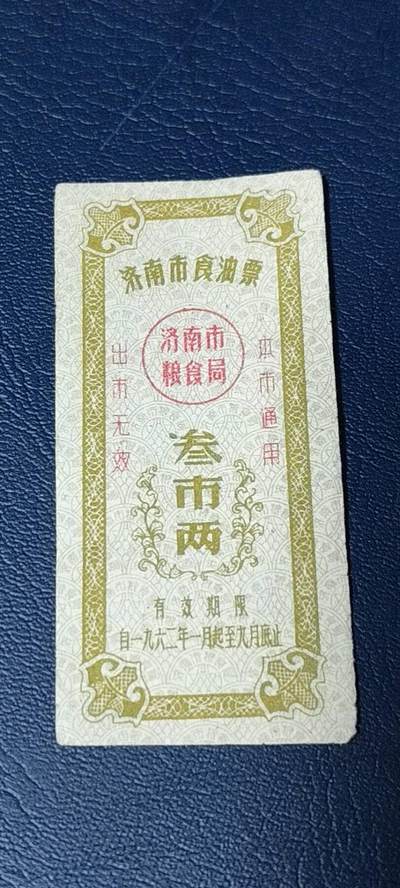 济南市食油票
济南市
粮食局
本市通用
出市无效
叁市两
有效期限
自一九六二年一月起至九月底止